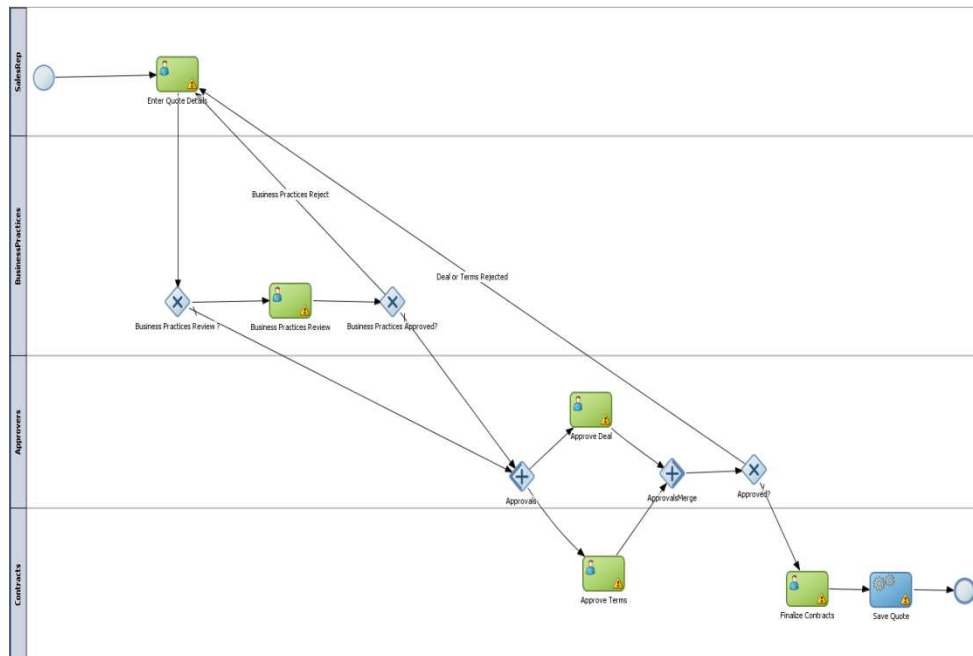 SalesRep
Enter Quote Details
BusinessPractices
Business Practices Reject
Deal or Terms Rejected
Business Practices Review ?
Business Practices Review
Business Practices Approved?
Approvers
Approve Deal
Approvals
ApprovalsMerge
Approved?
Contracts
Approve Terms
Finalize Contracts
Save Quote